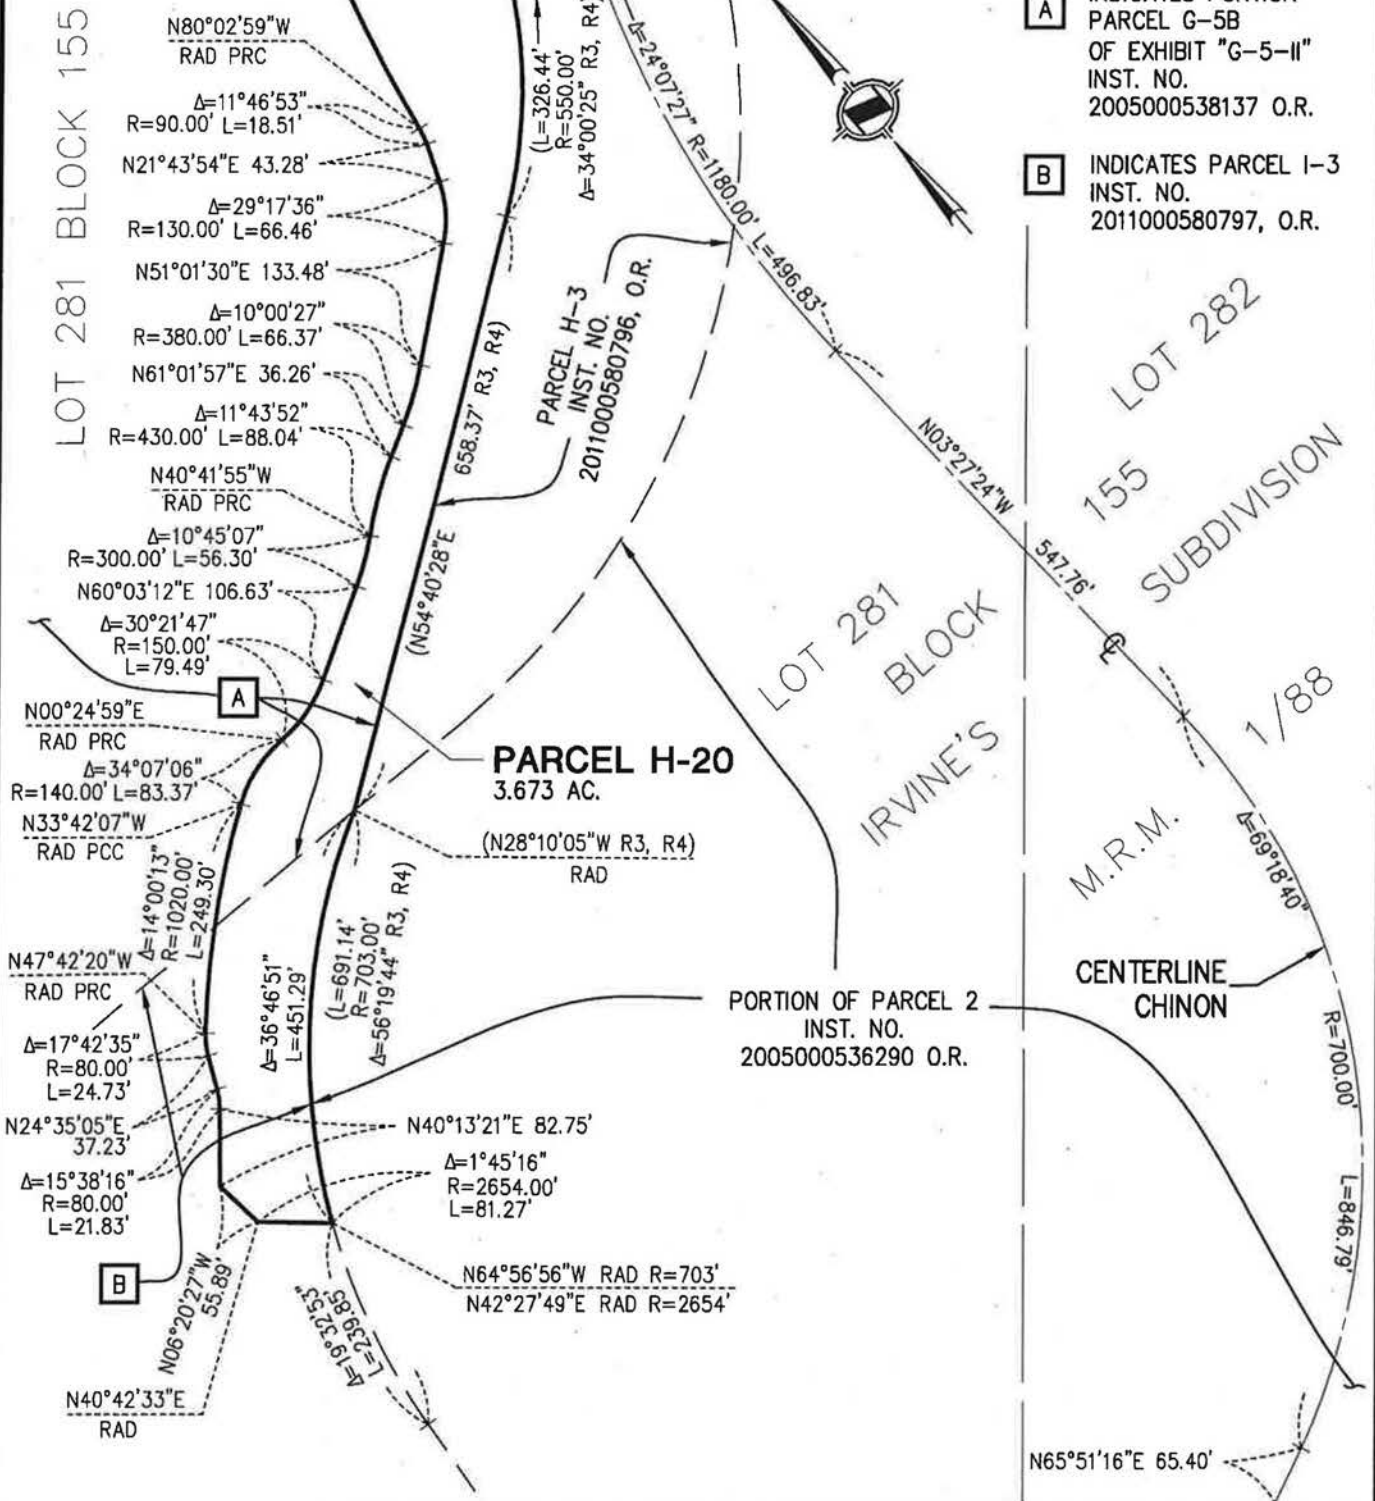 LOT 281 BLOCK 155
N80°02'59"W
RAD PRC
Δ=11°46'53"
R=90.00' L=18.51'
N21°43'54"E 43.28'
Δ=29°17'36"
R=130.00' L=66.46'
N51°01'30"E 133.48'
Δ=10°00'27"
R=380.00' L=66.37'
N61°01'57"E 36.26'
Δ=11°43'52"
R=430.00' L=88.04'
N40°41'55"W
RAD PRC
Δ=10°45'07"
R=300.00' L=56.30'
N60°03'12"E 106.63'
Δ=30°21'47"
R=150.00'
L=79.49'
A
N00°24'59"E
RAD PRC
Δ=34°07'06"
R=140.00' L=83.37'
N33°42'07"W
RAD PCC
Δ=14°00'13"
R=1020.00'
L=249.30'
N47°42'20"W
RAD PRC
Δ=17°42'35"
R=80.00'
L=24.73'
N24°35'05"E
37.23'
Δ=15°38'16"
R=80.00'
L=21.83'
B
N06°20'27"W
55.89'
N40°42'33"E
RAD
(L=326.44'
R=550.00'
Δ=34°00'25" R3, R4)
Δ=24°07'27" R=1180.00' L=496.83'
658.37' R3, R4)
(N54°40'28"E
PARCEL H-3
INST. NO.
2011000580796, O.R.
PARCEL H-20
3.673 AC.
(N28°10'05"W R3, R4)
RAD
Δ=36°46'51"
L=451.29'
(L=691.14'
R=703.00'
Δ=56°19'44" R3, R4)
PORTION OF PARCEL 2
INST. NO.
2005000536290 O.R.
N40°13'21"E 82.75'
Δ=1°45'16"
R=2654.00'
L=81.27'
N64°56'56"W RAD R=703'
N42°27'49"E RAD R=2654'
Δ=19°32'53"
L=239.85'
A
PARCEL G-5B
OF EXHIBIT "G-5-II"
INST. NO.
2005000538137 O.R.
B
INDICATES PARCEL I-3
INST. NO.
2011000580797, O.R.
LOT 282
155
SUBDIVISION
N03°27'24"W
547.76'
CL
LOT 281
BLOCK
IRVINE'S
1/88
M.R.M.
Δ=69°18'40"
CENTERLINE
CHINON
R=700.00'
L=846.79'
N65°51'16"E 65.40'